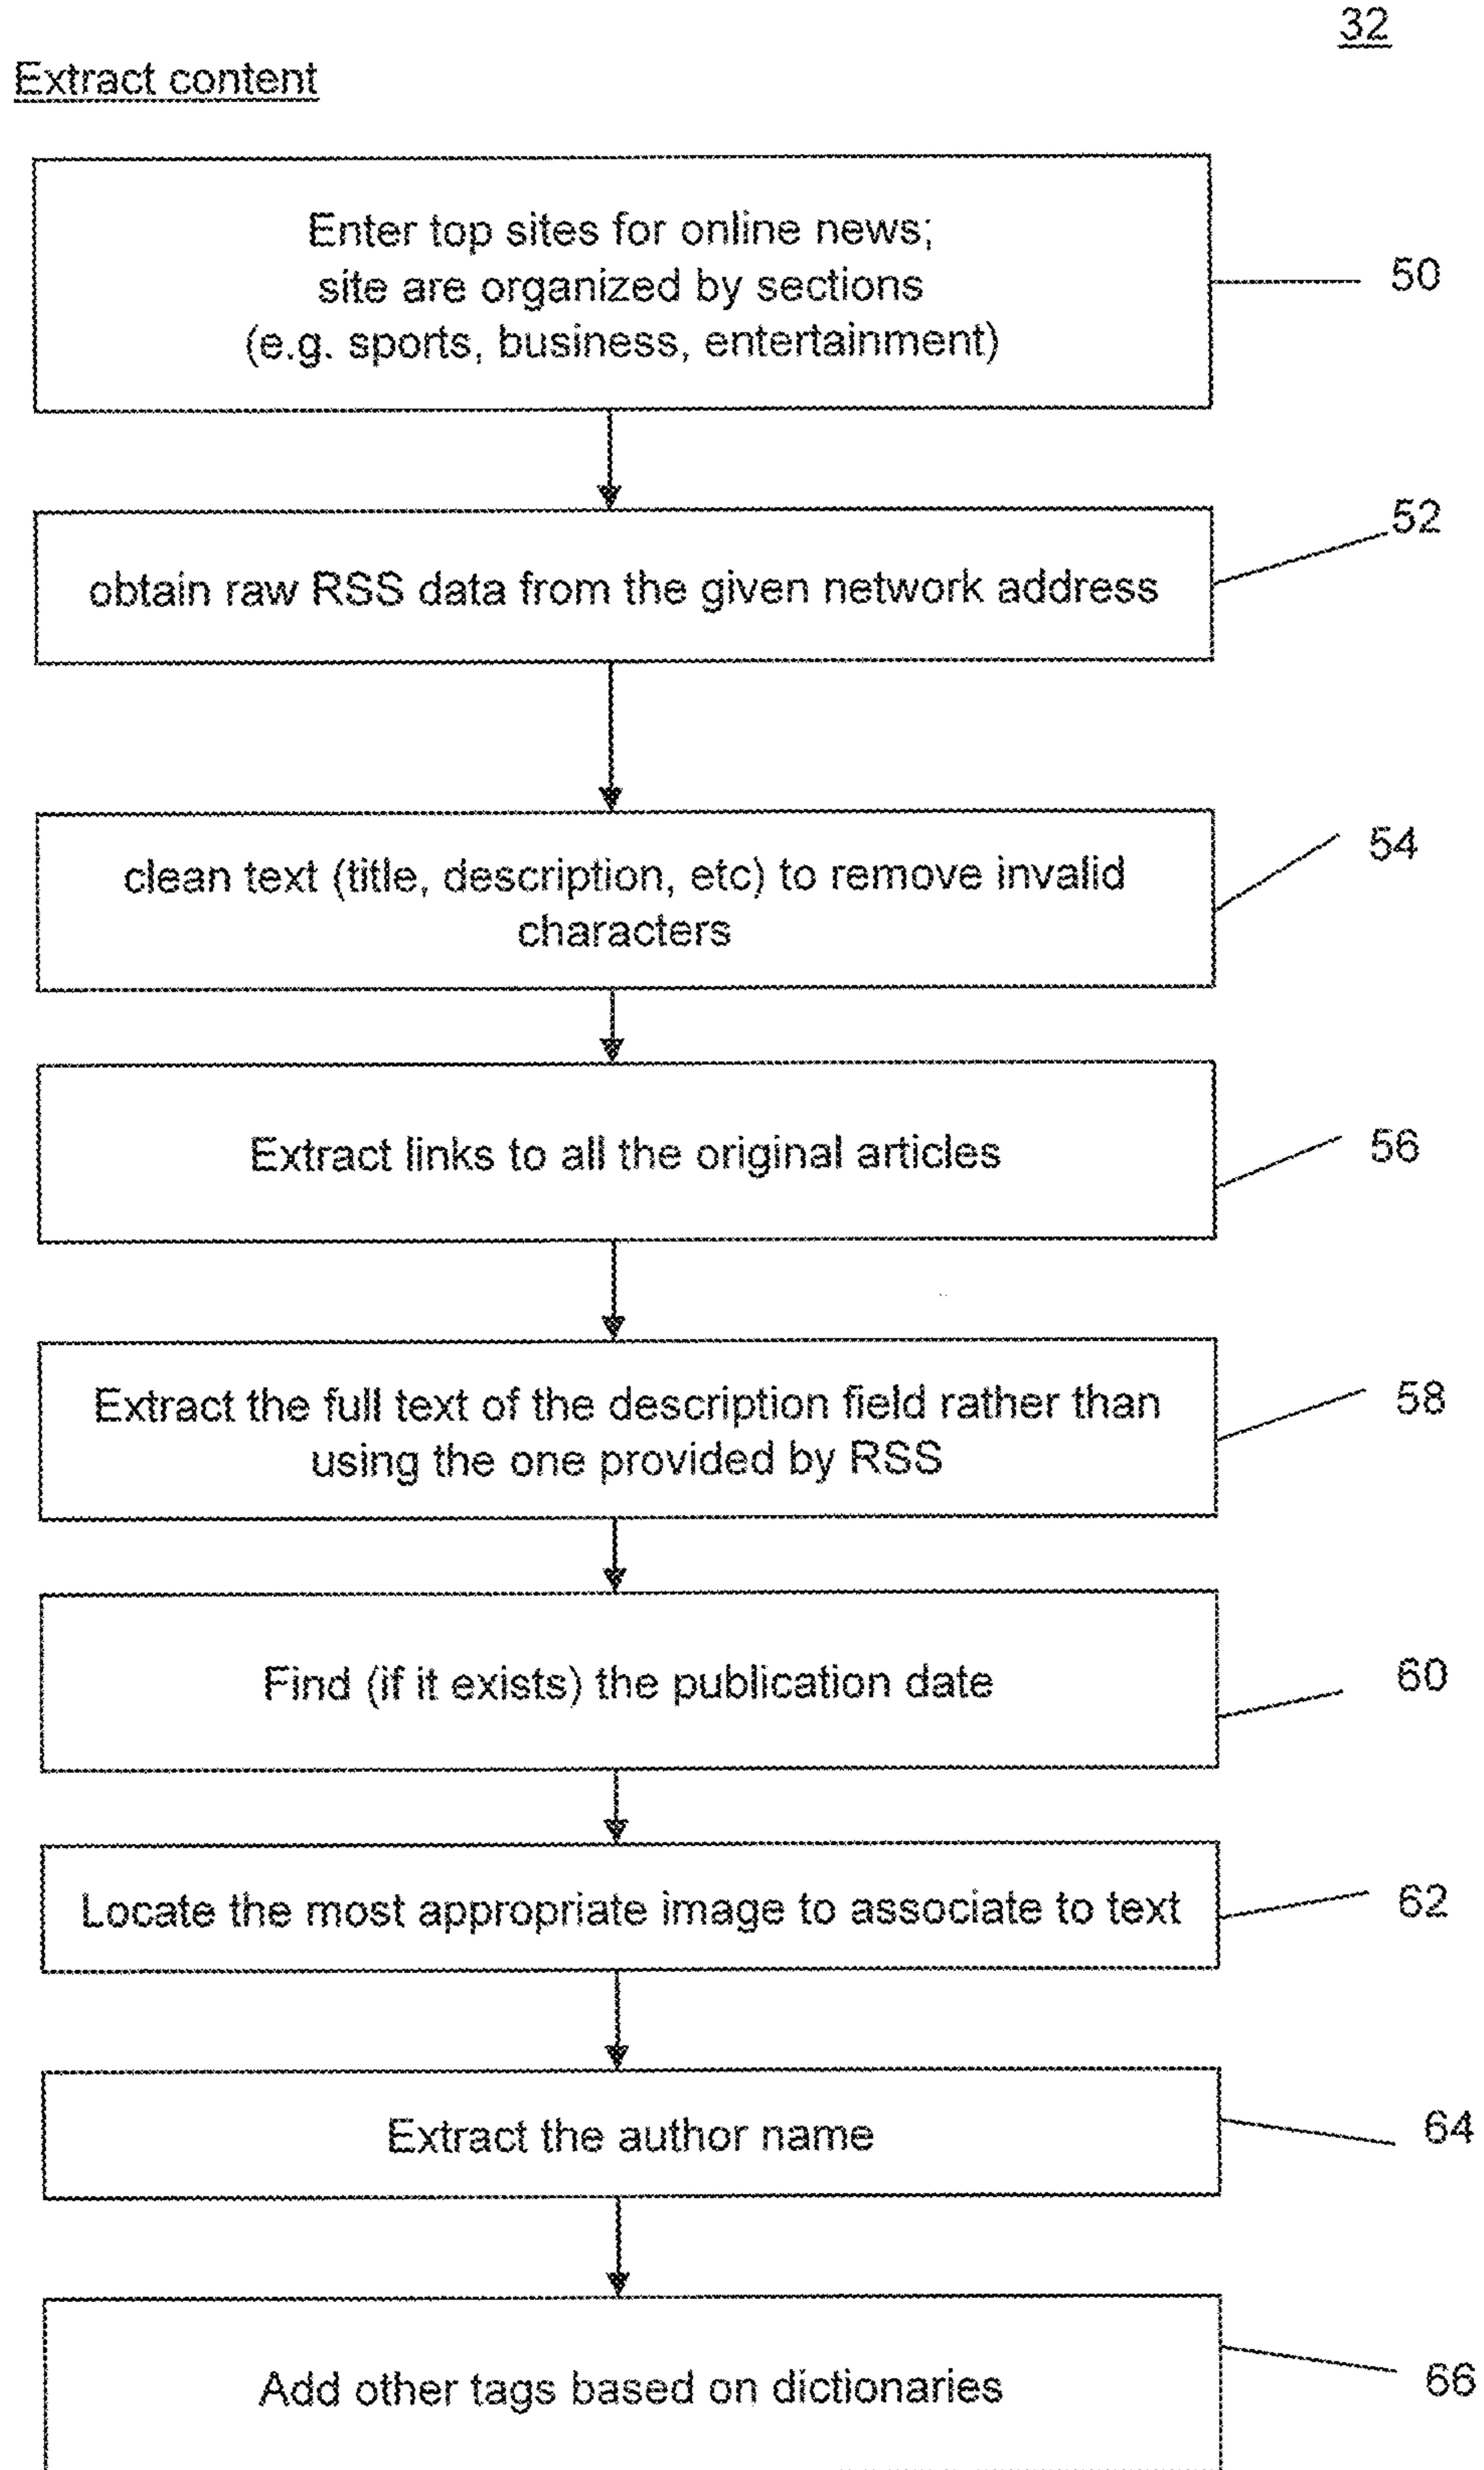 32
Extract content
Enter top sites for online news;
site are organized by sections
(e.g. sports, business, entertainment)
50
obtain raw RSS data from the given network address
52
clean text (title, description, etc) to remove invalid
characters
54
Extract links to all the original articles
56
Extract the full text of the description field rather than
using the one provided by RSS
58
Find (if it exists) the publication date
60
Locate the most appropriate image to associate to text
62
Extract the author name
64
Add other tags based on dictionaries
66